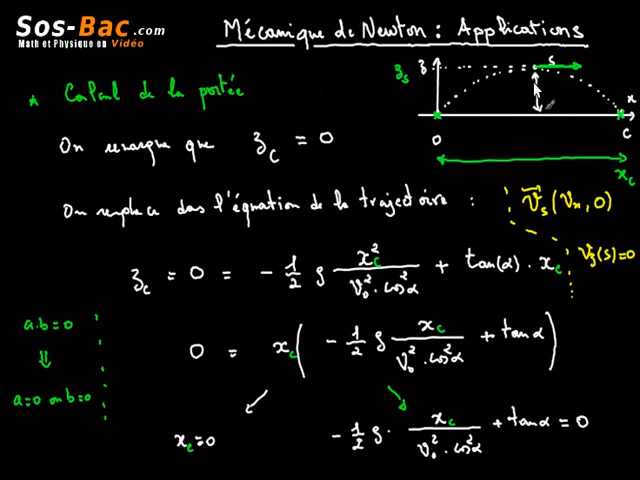 Sos-Bac.com
Math et Physique en Vidéo
Mécanique de Newton : Applications
* Calcul de la portée
z_s z S x
O C
x_c
On remarque que z_c = 0
On remplace dans l'équation de la trajectoire :
v⃗_s (v_x, 0)
v_z(s) = 0
z_c = 0 = - 1/2 g x_c² / (v_0² . cos²α) + tan(α) . x_c
a.b = 0
⇓
a=0 ou b=0
0 = x_c ( - 1/2 g x_c / (v_0² . cos²α) + tan α )
x_c = 0
- 1/2 g . x_c / (v_0² . cos²α) + tan α = 0